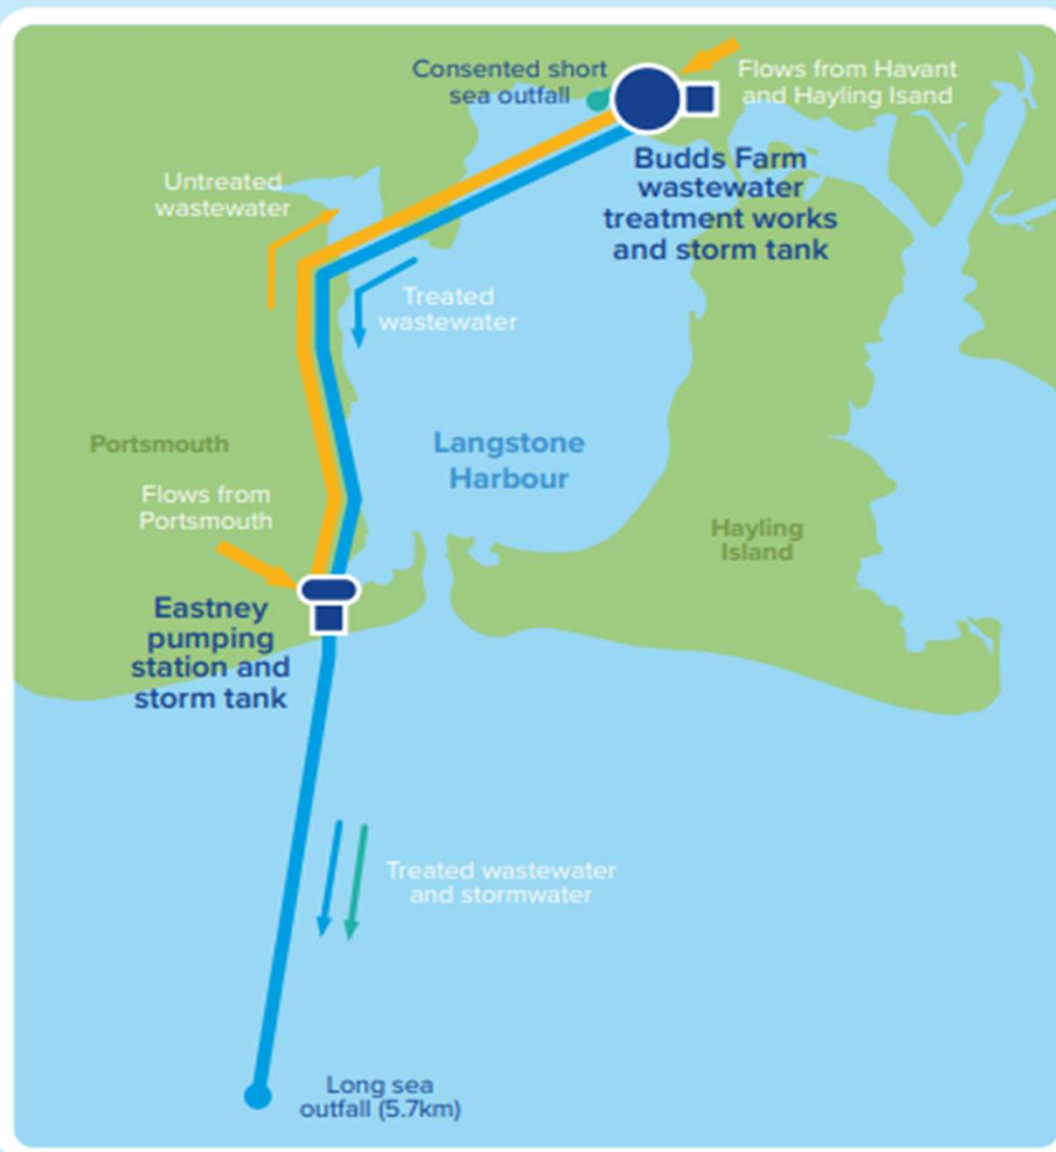 Consented short
sea outfall
Flows from Havant
and Hayling Isand
Budds Farm
wastewater
treatment works
and storm tank
Untreated
wastewater
Treated
wastewater
Portsmouth
Langstone
Harbour
Flows from
Portsmouth
Hayling
Island
Eastney
pumping
station and
storm tank
Treated wastewater
and stormwater
Long sea
outfall (5.7km)